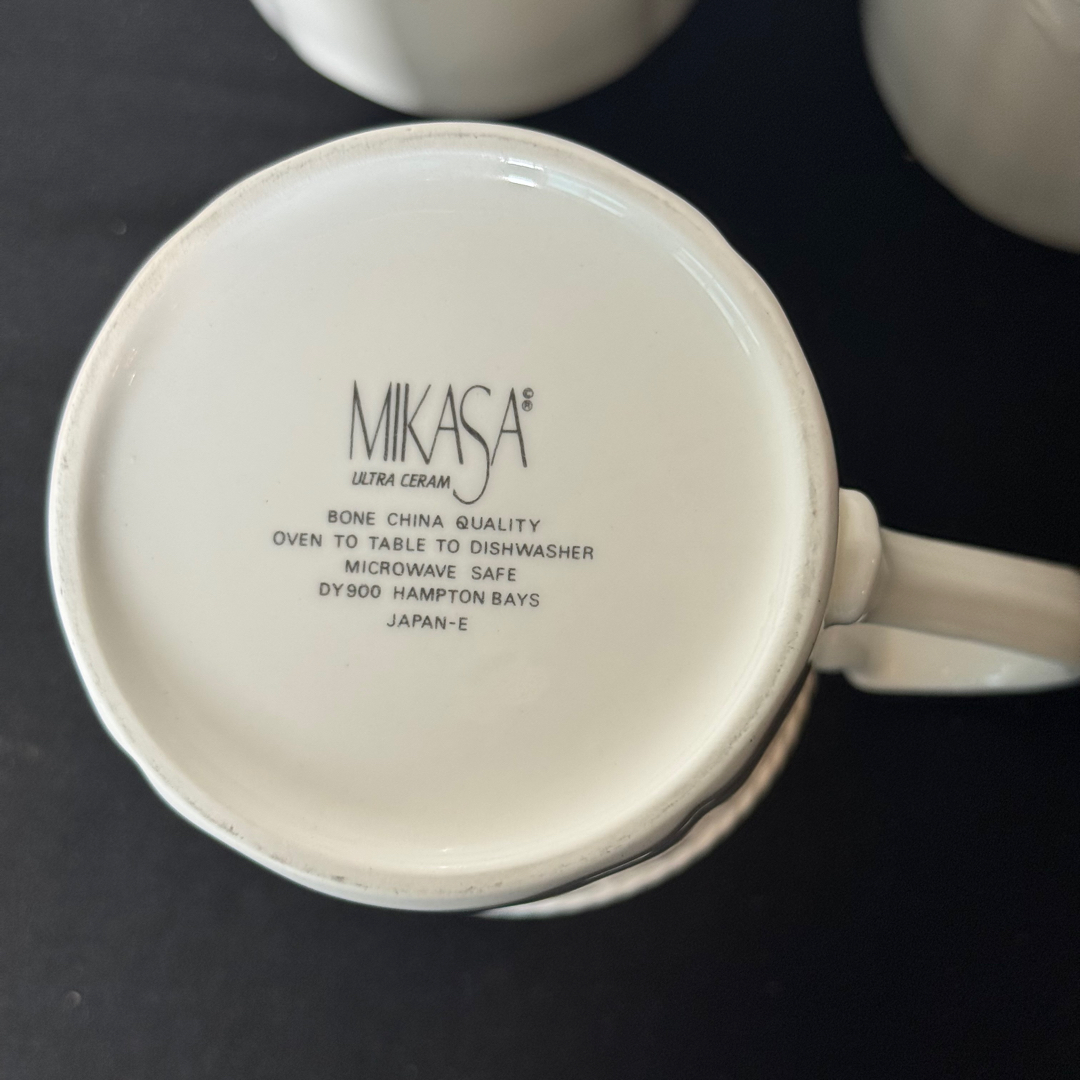 MIKASA©®
ULTRA CERAM
BONE CHINA QUALITY
OVEN TO TABLE TO DISHWASHER
MICROWAVE SAFE
DY900 HAMPTON BAYS
JAPAN-E